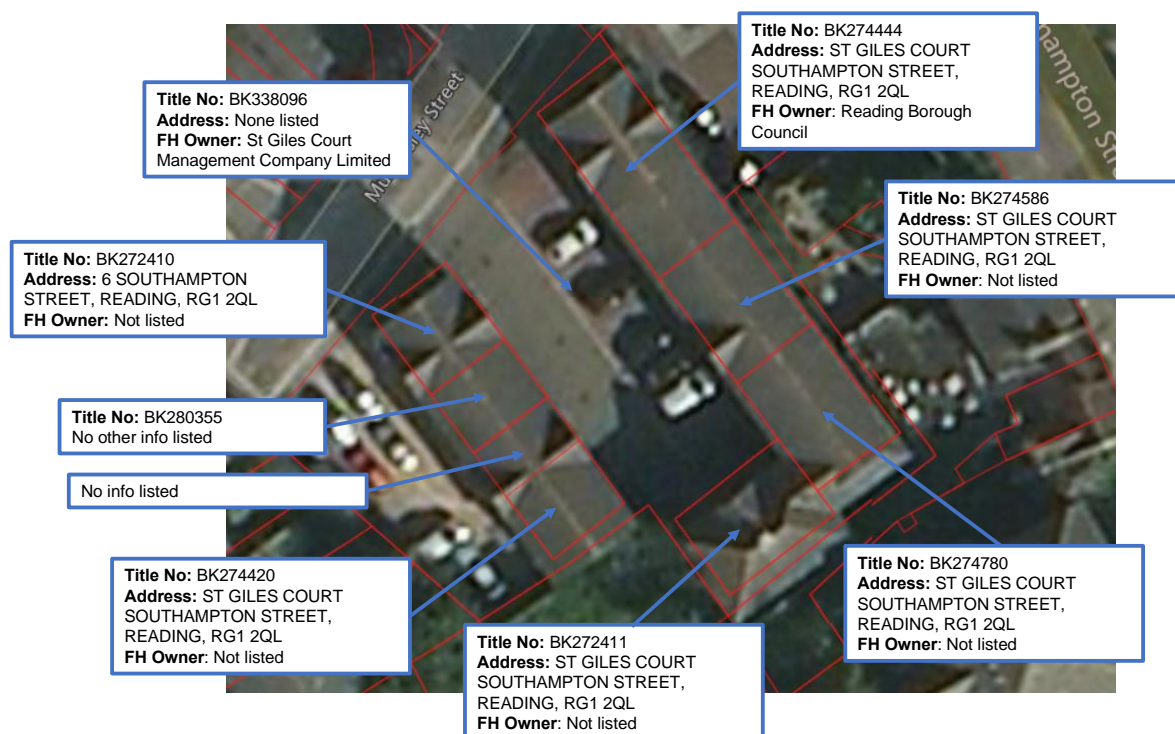 Title No: BK274444
Address: ST GILES COURT
SOUTHAMPTON STREET,
READING, RG1 2QL
FH Owner: Reading Borough
Council
Title No: BK338096
Address: None listed
FH Owner: St Giles Court
Management Company Limited
Title No: BK274586
Address: ST GILES COURT
SOUTHAMPTON STREET,
READING, RG1 2QL
FH Owner: Not listed
Title No: BK272410
Address: 6 SOUTHAMPTON
STREET, READING, RG1 2QL
FH Owner: Not listed
Title No: BK280355
No other info listed
No info listed
Title No: BK274420
Address: ST GILES COURT
SOUTHAMPTON STREET,
READING, RG1 2QL
FH Owner: Not listed
Title No: BK272411
Address: ST GILES COURT
SOUTHAMPTON STREET,
READING, RG1 2QL
FH Owner: Not listed
Title No: BK274780
Address: ST GILES COURT
SOUTHAMPTON STREET,
READING, RG1 2QL
FH Owner: Not listed
Street